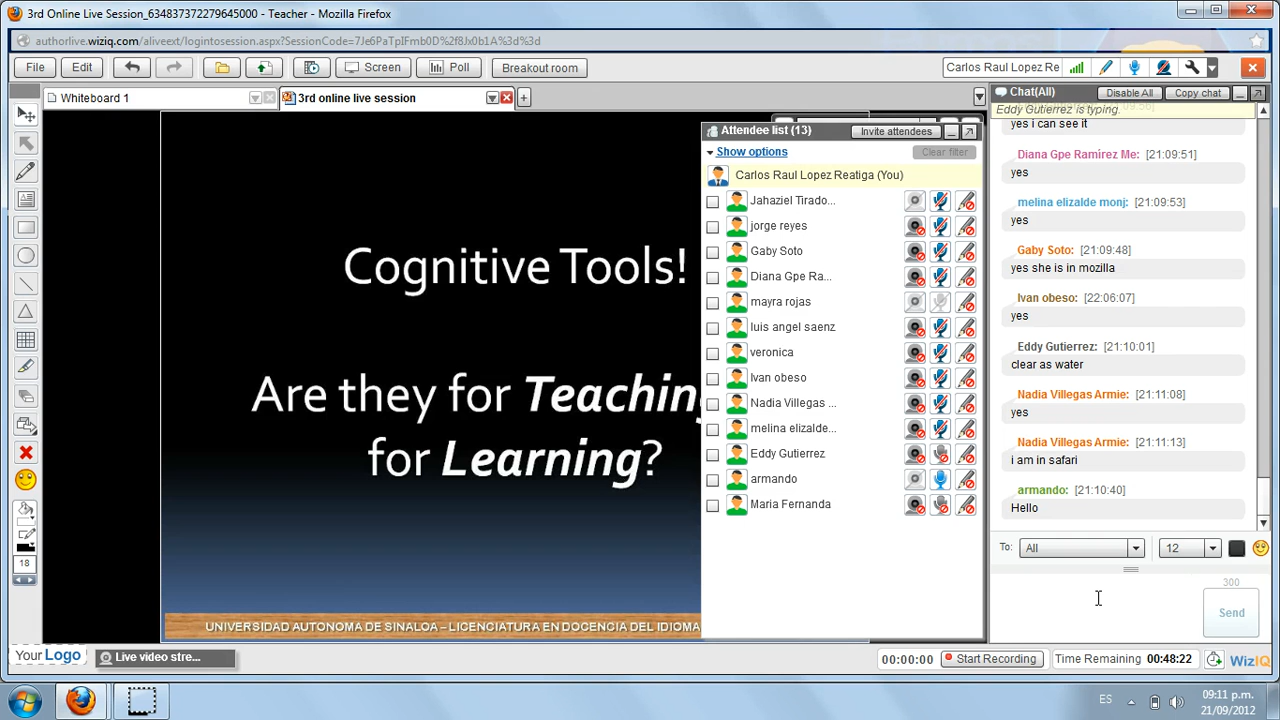 3rd Online Live Session_634837372279645000 - Teacher - Mozilla Firefox
authorlive.wiziq.com/aliveext/logintosession.aspx?SessionCode=7Je6PaTpIFmb0D%2f8Jx0b1A%3d%3d
File Edit Screen Poll Breakout room Carlos Raul Lopez Re
Whiteboard 1 3rd online live session
Chat(All) Disable All Copy chat
Eddy Gutierrez is typing.
yes i can see it
Diana Gpe Ramirez Me: [21:09:51]
yes
melina elizalde monj: [21:09:53]
yes
Gaby Soto: [21:09:48]
yes she is in mozilla
Ivan obeso: [22:06:07]
yes
Eddy Gutierrez: [21:10:01]
clear as water
Nadia Villegas Armie: [21:11:08]
yes
Nadia Villegas Armie: [21:11:13]
i am in safari
armando: [21:10:40]
Hello
To: All 12
300
Send
Attendee list (13) Invite attendees
Show options Clear filter
Carlos Raul Lopez Reatiga (You)
Jahaziel Tirado...
jorge reyes
Gaby Soto
Diana Gpe Ra...
mayra rojas
luis angel saenz
veronica
Ivan obeso
Nadia Villegas ...
melina elizalde...
Eddy Gutierrez
armando
Maria Fernanda
Cognitive Tools!
Are they for Teaching
for Learning?
UNIVERSIDAD AUTONOMA DE SINALOA – LICENCIATURA EN DOCENCIA DEL IDIOMA
18
Your Logo Live video stre... 00:00:00 Start Recording Time Remaining 00:48:22 WizIQ
ES 09:11 p.m.
21/09/2012